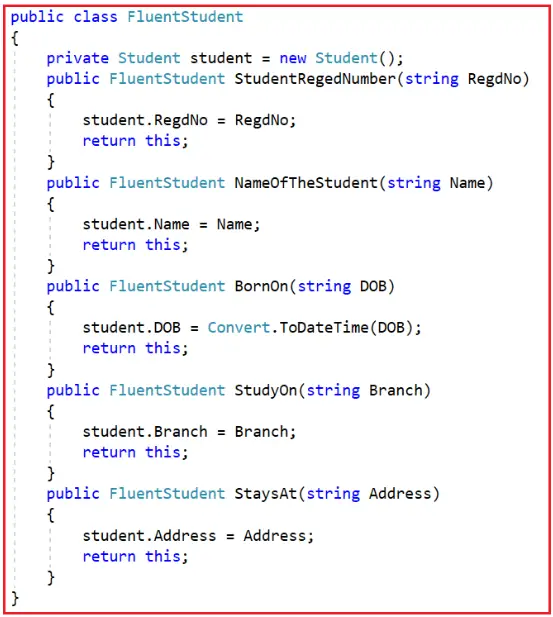 public class FluentStudent
{
    private Student student = new Student();
    public FluentStudent StudentRegedNumber(string RegdNo)
    {
        student.RegdNo = RegdNo;
        return this;
    }
    public FluentStudent NameOfTheStudent(string Name)
    {
        student.Name = Name;
        return this;
    }
    public FluentStudent BornOn(string DOB)
    {
        student.DOB = Convert.ToDateTime(DOB);
        return this;
    }
    public FluentStudent StudyOn(string Branch)
    {
        student.Branch = Branch;
        return this;
    }
    public FluentStudent StaysAt(string Address)
    {
        student.Address = Address;
        return this;
    }
}